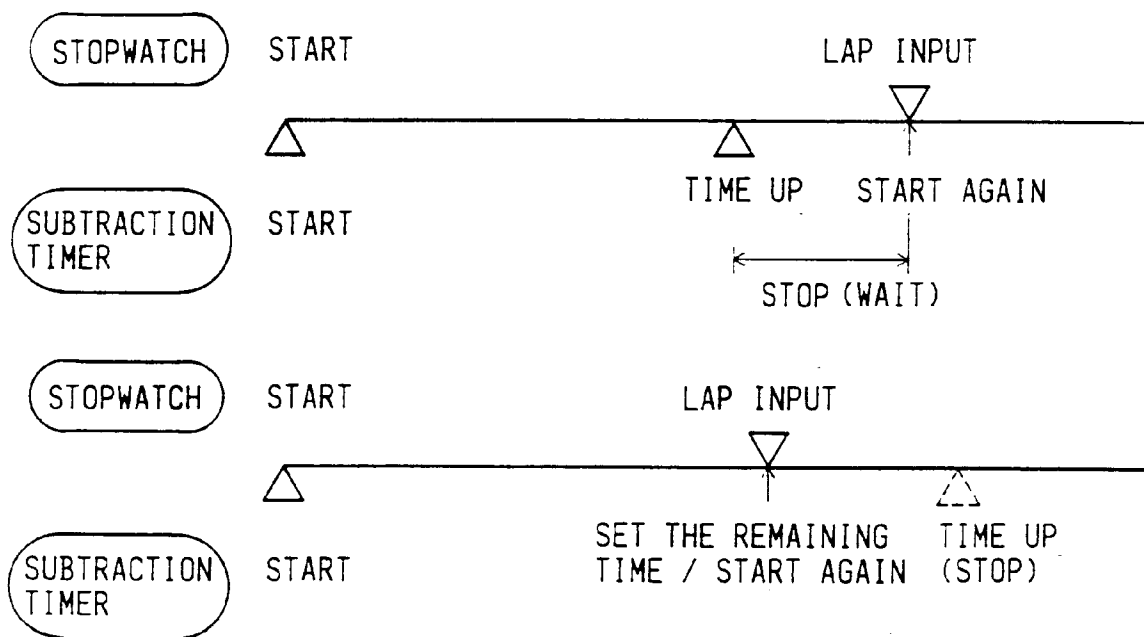 STOPWATCH START LAP INPUT
TIME UP START AGAIN
SUBTRACTION
TIMER
START
STOP (WAIT)
STOPWATCH START LAP INPUT
SET THE REMAINING
TIME / START AGAIN
TIME UP
(STOP)
SUBTRACTION
TIMER
START